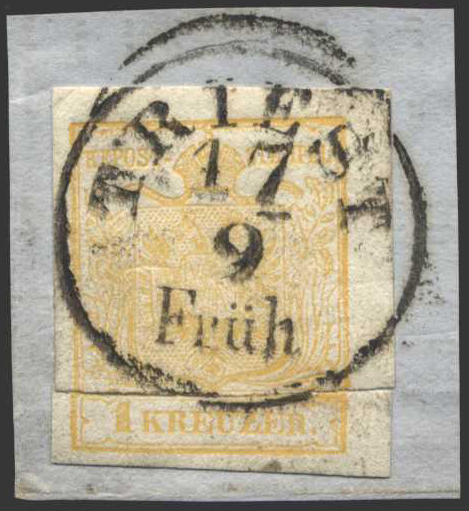 TRIEST
17
9
Früh
1 KREUZER.